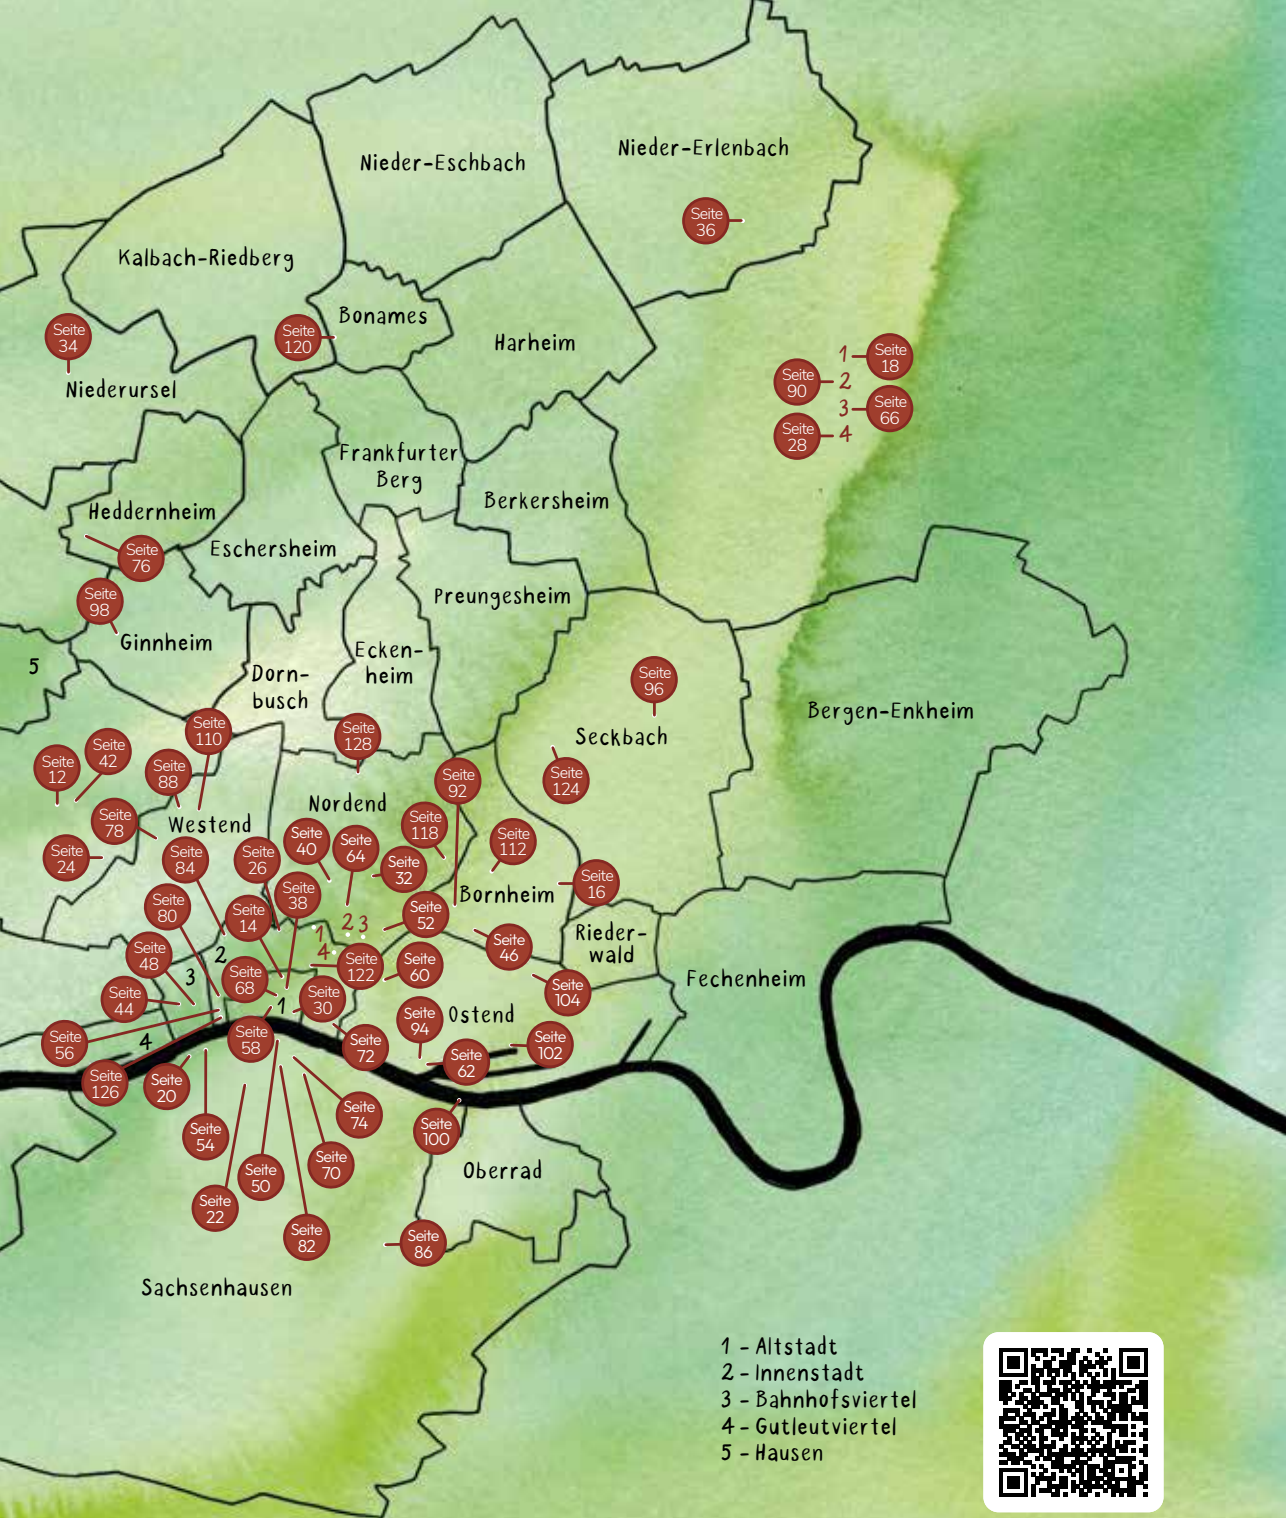 Nieder-Eschbach
Nieder-Erlenbach
Seite
36
Kalbach-Riedberg
Bonames
Seite
34
Seite
120
Harheim
Niederursel
1
Seite
18
Seite
90
2
3
Seite
66
Seite
28
4
Frankfurter
Berg
Berkersheim
Heddernheim
Eschersheim
Seite
76
Seite
98
Preungesheim
Ginnheim
5
Ecken-
heim
Dorn-
busch
Seite
96
Bergen-Enkheim
Seckbach
Seite
110
Seite
128
Seite
42
Seite
12
Seite
88
Seite
92
Seite
124
Nordend
Seite
78
Westend
Seite
118
Seite
40
Seite
64
Seite
112
Seite
24
Seite
84
Seite
26
Seite
32
Seite
16
Bornheim
Seite
38
Seite
80
Seite
14
Seite
52
1
2
3
4
Rieder-
wald
Seite
46
Seite
48
2
3
Seite
68
Seite
122
Seite
60
Fechenheim
Seite
104
Seite
44
1
Seite
30
Seite
94
Ostend
Seite
56
4
Seite
58
Seite
72
Seite
102
Seite
62
Seite
126
Seite
20
Seite
74
Seite
54
Seite
100
Seite
70
Seite
50
Oberrad
Seite
22
Seite
82
Seite
86
Sachsenhausen
1 - Altstadt
2 - Innenstadt
3 - Bahnhofsviertel
4 - Gutleutviertel
5 - Hausen